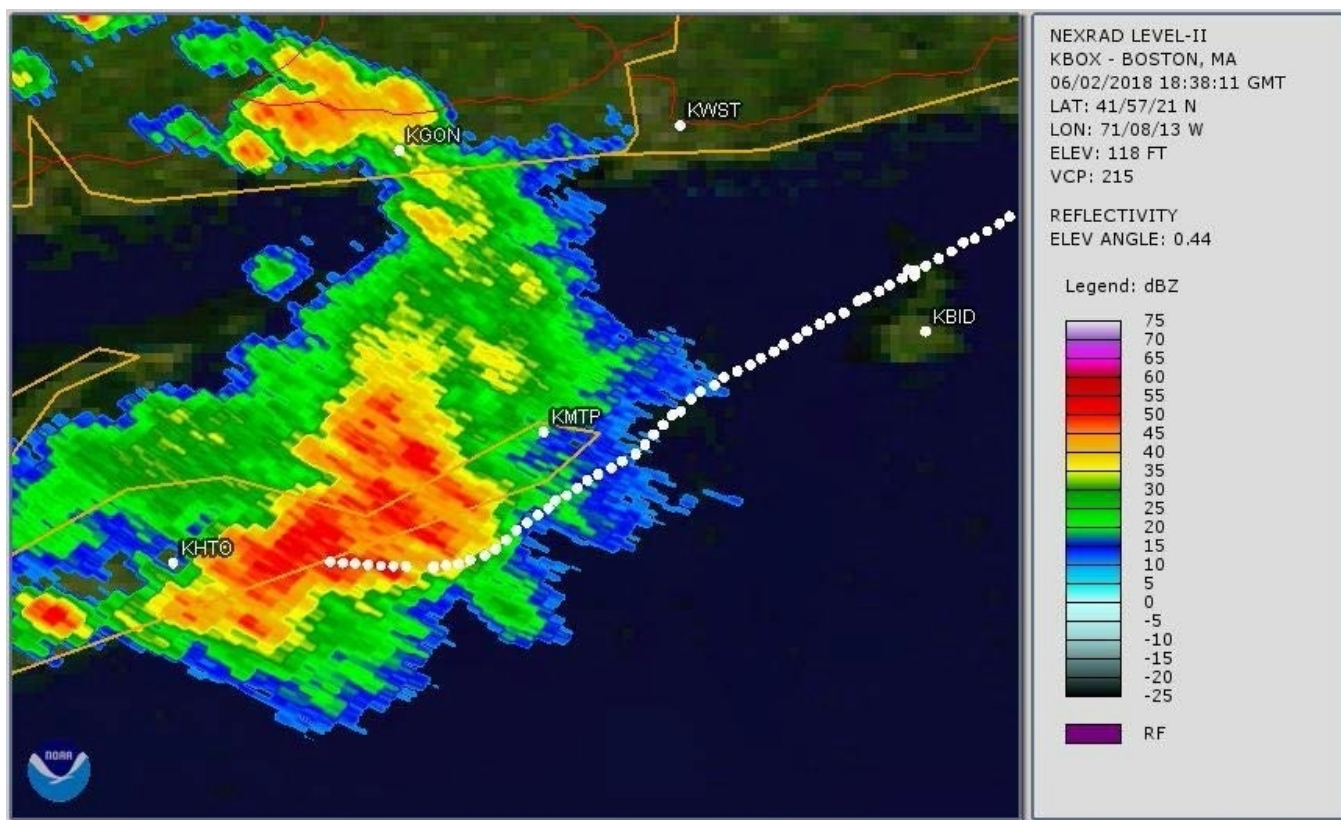 NEXRAD LEVEL-II
KBOX - BOSTON, MA
06/02/2018 18:38:11 GMT
LAT: 41/57/21 N
LON: 71/08/13 W
ELEV: 118 FT
VCP: 215
REFLECTIVITY
ELEV ANGLE: 0.44
Legend: dBZ
75
70
65
60
55
50
45
40
35
30
25
20
15
10
5
0
-5
-10
-15
-20
-25
RF
KWST
KGON
KBID
KMTP
KHTO
NOAA